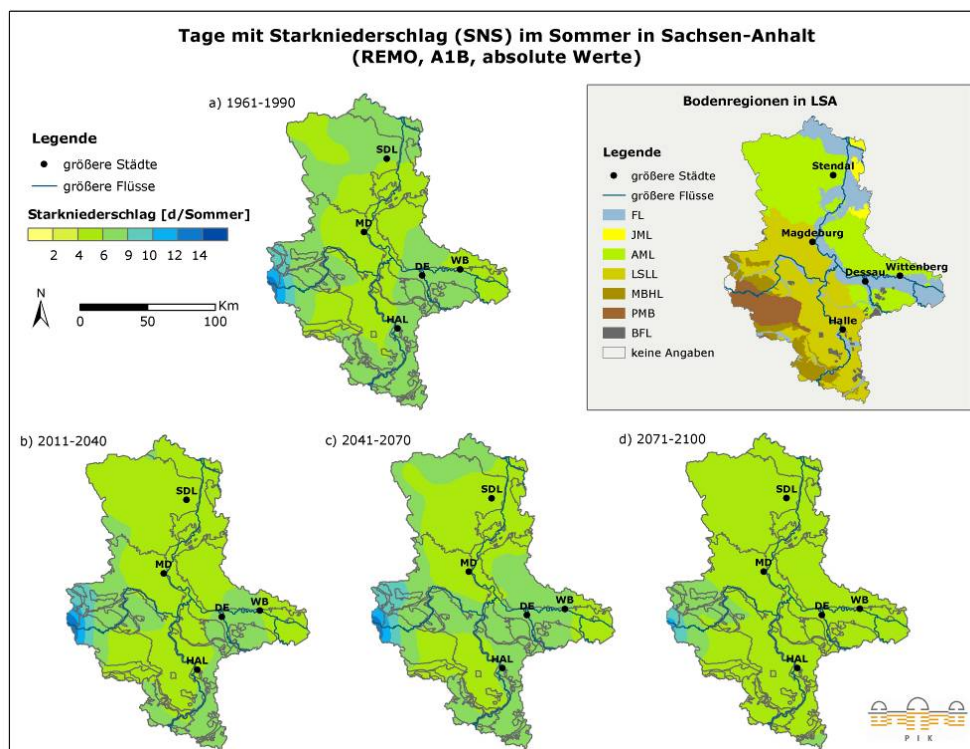 Tage mit Starkniederschlag (SNS) im Sommer in Sachsen-Anhalt
(REMO, A1B, absolute Werte)
a) 1961-1990
Legende
größere Städte
größere Flüsse
Starkniederschlag [d/Sommer]
2 4 6 8 10 12 14
N
Km
0 50 100
SDL
MD
DE
WB
HAL
Bodenregionen in LSA
Legende
größere Städte
größere Flüsse
FL
JML
AML
LSLL
MBHL
PMB
BFL
keine Angaben
Stendal
Magdeburg
Dessau
Wittenberg
Halle
b) 2011-2040
SDL
MD
DE
WB
HAL
c) 2041-2070
SDL
MD
DE
WB
HAL
d) 2071-2100
SDL
MD
DE
WB
HAL
P I K